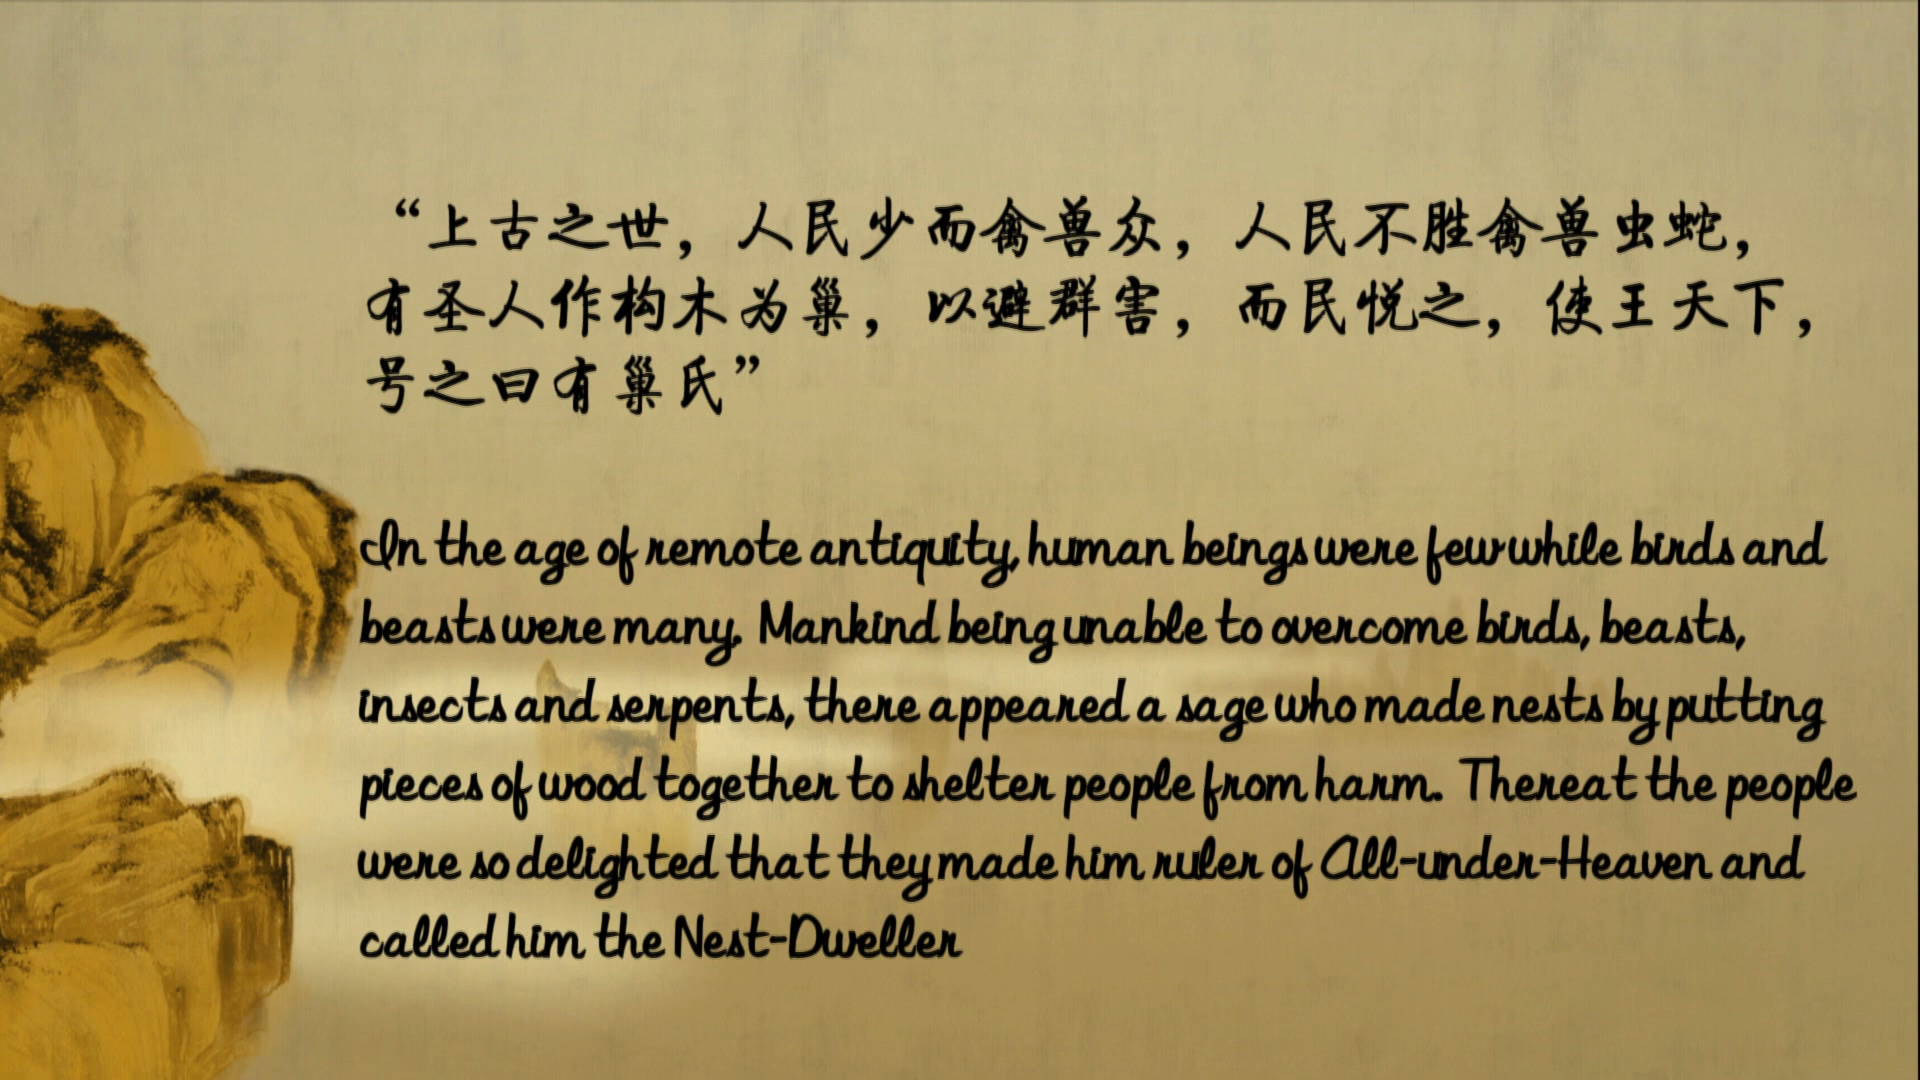 “上古之世，人民少而禽兽众，人民不胜禽兽虫蛇，
有圣人作构木为巢，以避群害，而民悦之，使王天下，
号之曰有巢氏”
In the age of remote antiquity, human beings were few while birds and
beasts were many. Mankind being unable to overcome birds, beasts,
insects and serpents, there appeared a sage who made nests by putting
pieces of wood together to shelter people from harm. Thereat the people
were so delighted that they made him ruler of All-under-Heaven and
called him the Nest-Dweller